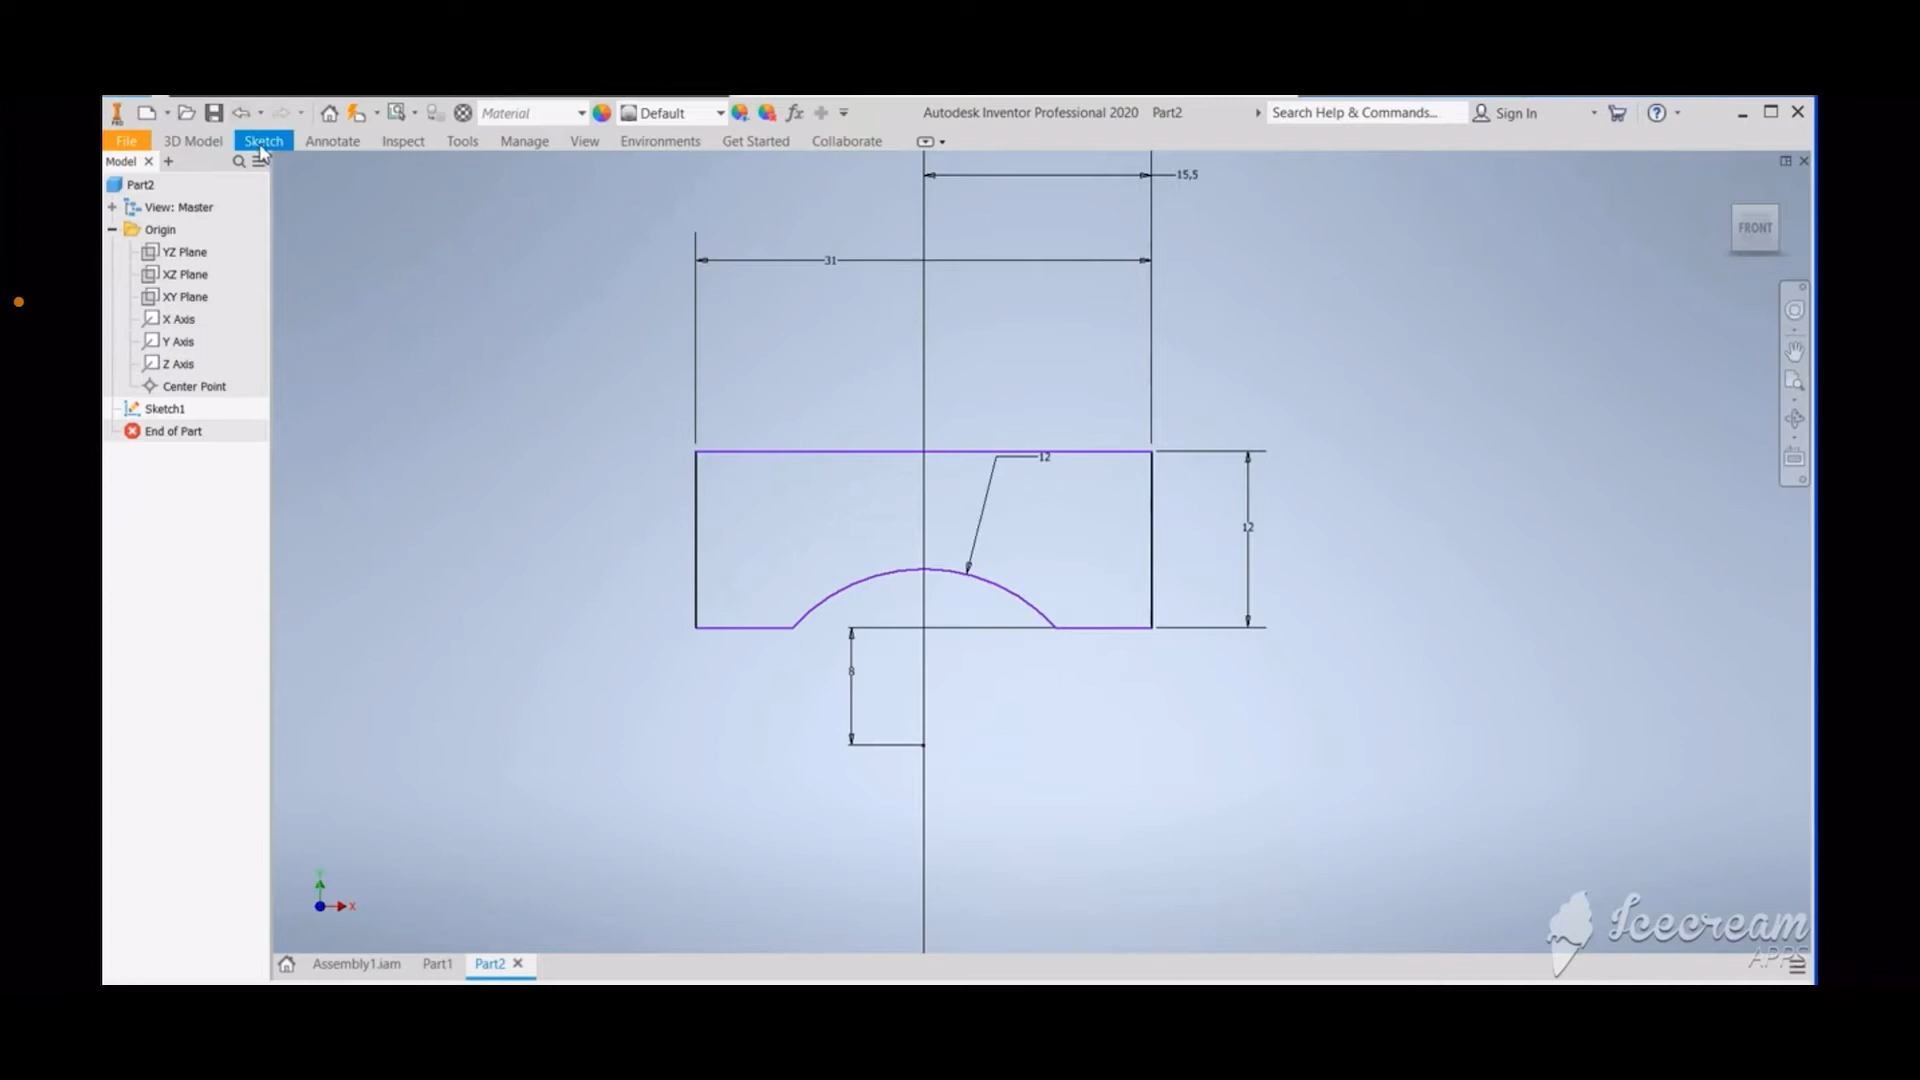 Material Default Autodesk Inventor Professional 2020 Part2 Search Help & Commands... Sign In
File 3D Model Sketch Annotate Inspect Tools Manage View Environments Get Started Collaborate
Model
Part2
View: Master
Origin
YZ Plane
XZ Plane
XY Plane
X Axis
Y Axis
Z Axis
Center Point
Sketch1
End of Part
15,5
FRONT
31
12
12
8
Y
X
Icecream
APPS
Assembly1.iam Part1 Part2